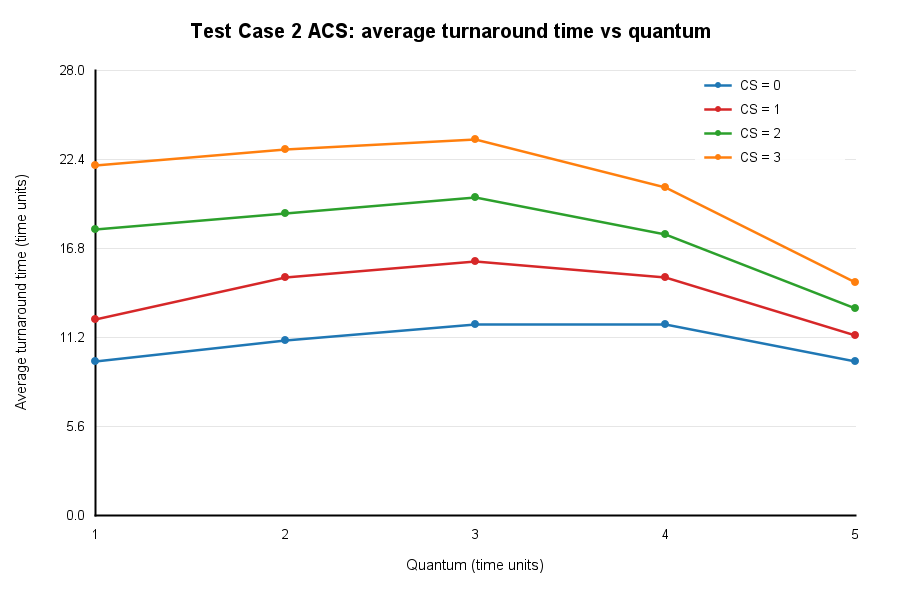 Test Case 2 ACS: average turnaround time vs quantum
28.0
22.4
16.8
11.2
5.6
0.0
Average turnaround time (time units)
CS = 0
CS = 1
CS = 2
CS = 3
1 2 3 4 5
Quantum (time units)